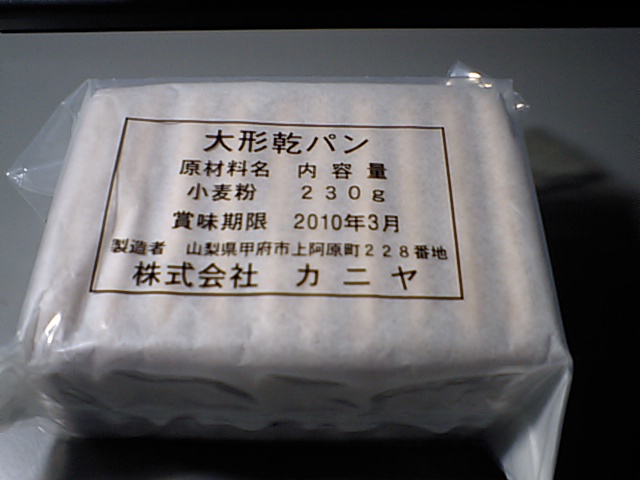 大形乾パン
原材料名 内容量
小麦粉 230g
賞味期限 2010年3月
製造者 山梨県甲府市上阿原町228番地
株式会社 カニヤ